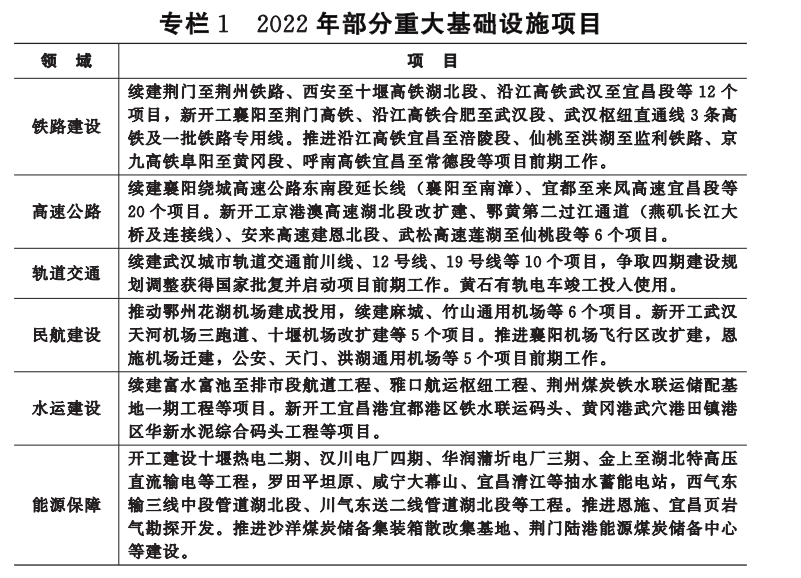 专栏1 2022年部分重大基础设施项目
领 域 项 目
铁路建设
续建荆门至荆州铁路、西安至十堰高铁湖北段、沿江高铁武汉至宜昌段等12个
项目，新开工襄阳至荆门高铁、沿江高铁合肥至武汉段、武汉枢纽直通线3条高
铁及一批铁路专用线。推进沿江高铁宜昌至涪陵段、仙桃至洪湖至监利铁路、京
九高铁阜阳至黄冈段、呼南高铁宜昌至常德段等项目前期工作。
高速公路
续建襄阳绕城高速公路东南段延长线（襄阳至南漳）、宜都至来凤高速宜昌段等
20个项目。新开工京港澳高速湖北段改扩建、鄂黄第二过江通道（燕矶长江大
桥及连接线）、安来高速建恩北段、武松高速莲湖至仙桃段等6个项目。
轨道交通
续建武汉城市轨道交通前川线、12号线、19号线等10个项目，争取四期建设规
划调整获得国家批复并启动项目前期工作。黄石有轨电车竣工投入使用。
民航建设
推动鄂州花湖机场建成投用，续建麻城、竹山通用机场等6个项目。新开工武汉
天河机场三跑道、十堰机场改扩建等5个项目。推进襄阳机场飞行区改扩建，恩
施机场迁建，公安、天门、洪湖通用机场等5个项目前期工作。
水运建设
续建富水富池至排市段航道工程、雅口航运枢纽工程、荆州煤炭铁水联运储配基
地一期工程等项目。新开工宜昌港宜都港区铁水联运码头、黄冈港武穴港田镇港
区华新水泥综合码头工程等项目。
能源保障
开工建设十堰热电二期、汉川电厂四期、华润蒲圻电厂三期、金上至湖北特高压
直流输电等工程，罗田平坦原、咸宁大幕山、宜昌清江等抽水蓄能电站，西气东
输三线中段管道湖北段、川气东送二线管道湖北段等工程。推进恩施、宜昌页岩
气勘探开发。推进沙洋煤炭储备集装箱散改集基地、荆门陆港能源煤炭储备中心
等建设。